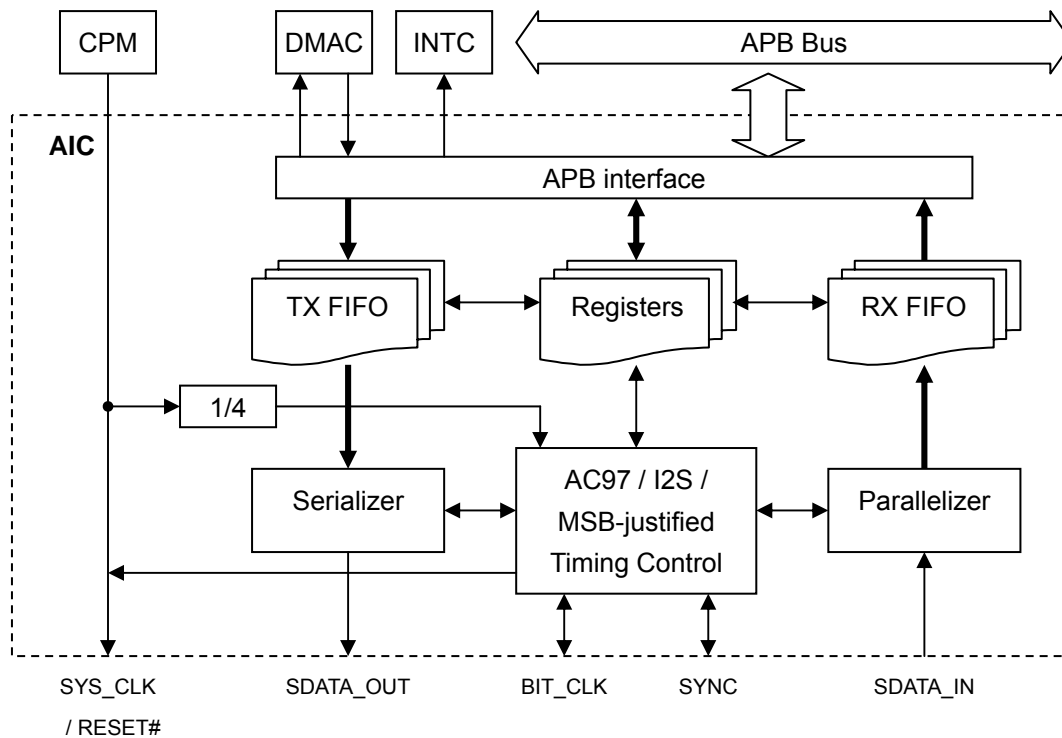 CPM
DMAC
INTC
APB Bus
AIC
APB interface
TX FIFO
Registers
RX FIFO
1/4
Serializer
AC97 / I2S /
MSB-justified
Timing Control
Parallelizer
SYS_CLK
/ RESET#
SDATA_OUT
BIT_CLK
SYNC
SDATA_IN